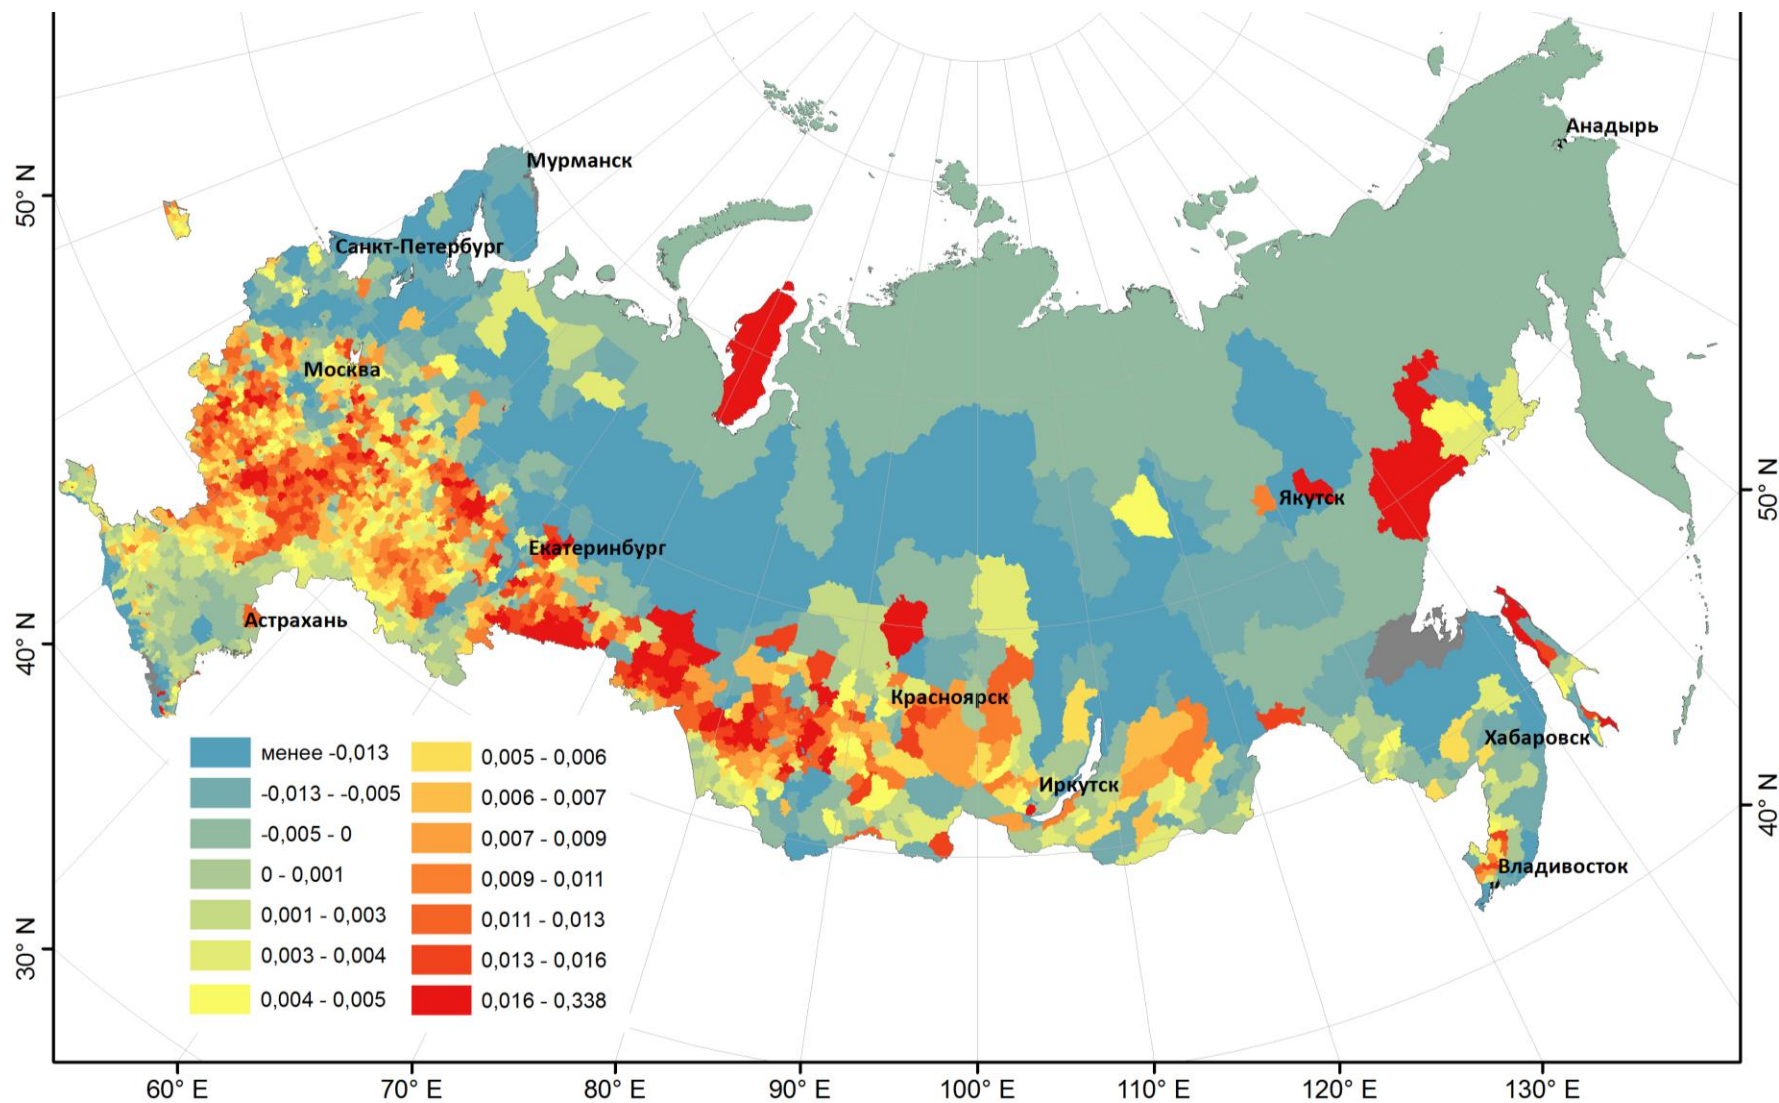 Анадырь
Мурманск
50° N
Санкт-Петербург
Москва
Якутск
50° N
Екатеринбург
Астрахань
40° N
Красноярск
Хабаровск
Иркутск
40° N
Владивосток
30° N
менее -0,013
-0,013 - -0,005
-0,005 - 0
0 - 0,001
0,001 - 0,003
0,003 - 0,004
0,004 - 0,005
0,005 - 0,006
0,006 - 0,007
0,007 - 0,009
0,009 - 0,011
0,011 - 0,013
0,013 - 0,016
0,016 - 0,338
60° E 70° E 80° E 90° E 100° E 110° E 120° E 130° E